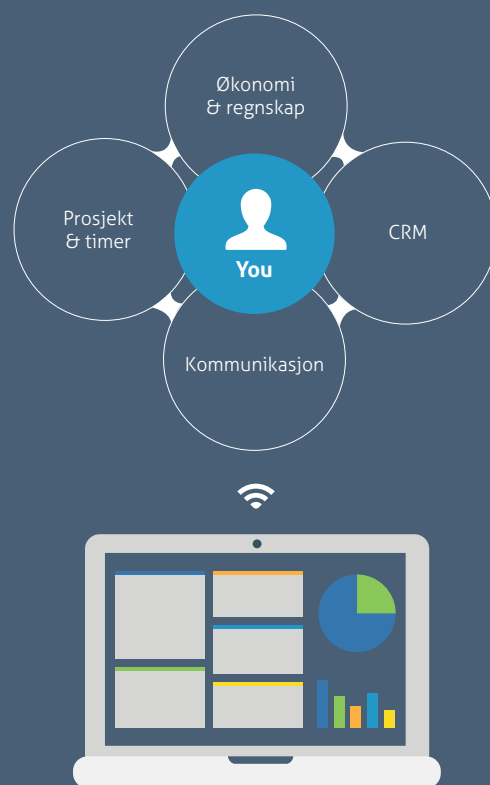 Økonomi
& regnskap
Prosjekt
& timer
You
CRM
Kommunikasjon